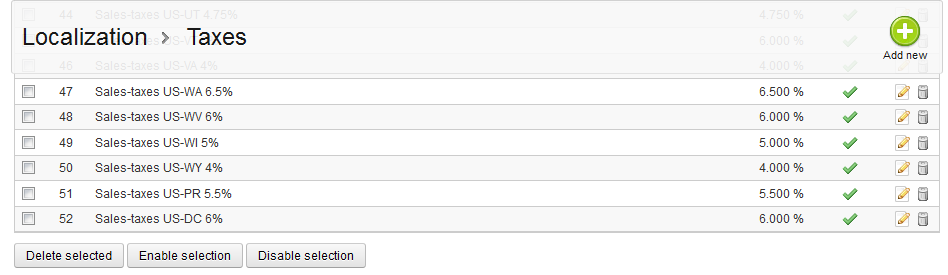 44 Sales-taxes US-UT 4.75% 4.750 %
Localization > Taxes
6.000 %
Add new
46 Sales-taxes US-VA 4% 4.000 %
47 Sales-taxes US-WA 6.5% 6.500 %
48 Sales-taxes US-WV 6% 6.000 %
49 Sales-taxes US-WI 5% 5.000 %
50 Sales-taxes US-WY 4% 4.000 %
51 Sales-taxes US-PR 5.5% 5.500 %
52 Sales-taxes US-DC 6% 6.000 %
Delete selected Enable selection Disable selection